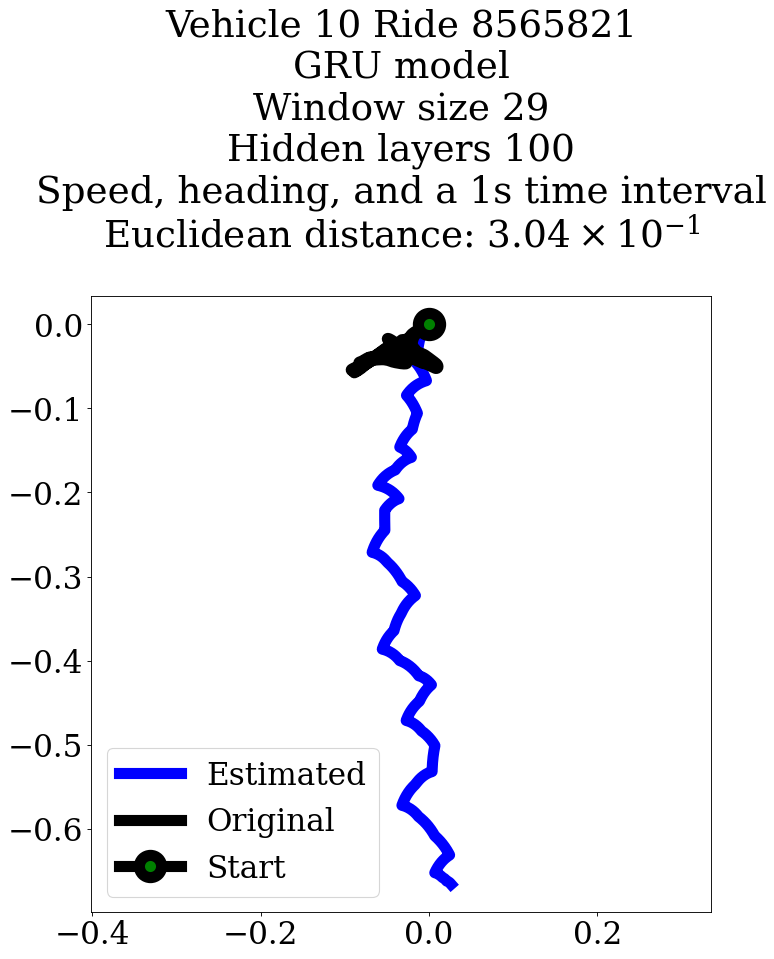 Vehicle 10 Ride 8565821
GRU model
Window size 29
Hidden layers 100
Speed, heading, and a 1s time interval
Euclidean distance: 3.04 × 10⁻¹
0.0
−0.1
−0.2
−0.3
−0.4
−0.5
−0.6
Estimated
Original
Start
−0.4 −0.2 0.0 0.2